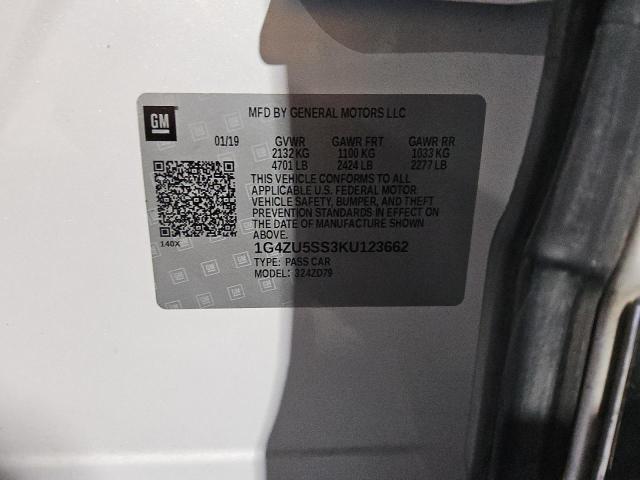 GM
MFD BY GENERAL MOTORS LLC
01/19 GVWR GAWR FRT GAWR RR
2132 KG 1100 KG 1033 KG
4701 LB 2424 LB 2277 LB
THIS VEHICLE CONFORMS TO ALL
APPLICABLE U.S. FEDERAL MOTOR
VEHICLE SAFETY, BUMPER, AND THEFT
PREVENTION STANDARDS IN EFFECT ON
THE DATE OF MANUFACTURE SHOWN
ABOVE.
140X
1G4ZU5SS3KU123662
TYPE: PASS CAR
MODEL: 324ZD79